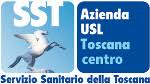 SST
Azienda
USL
Toscana
centro
Servizio Sanitario della Toscana